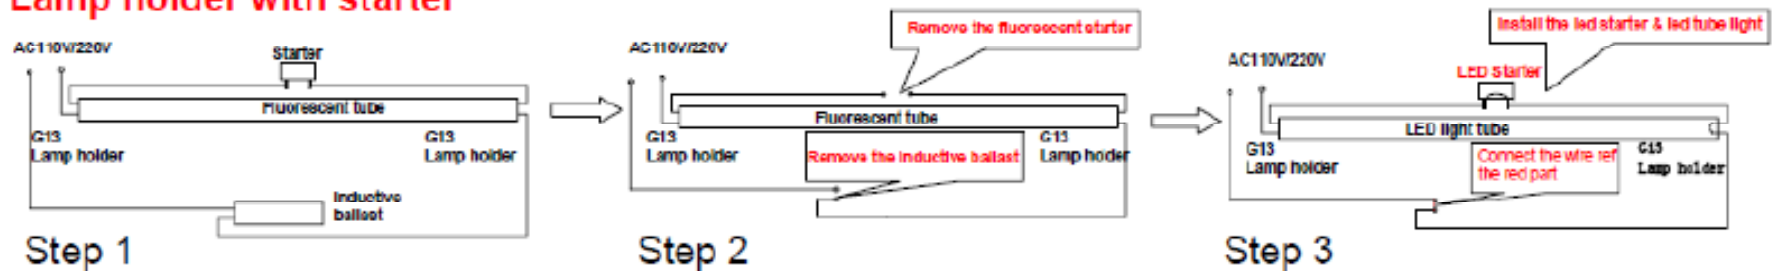 Lamp holder with starter
AC110V/220V
Starter
Fluorescent tube
G13
Lamp holder
G13
Lamp holder
Inductive
ballast
Step 1
AC110V/220V
Remove the fluorescent starter
Fluorescent tube
G13
Lamp holder
Remove the inductive ballast
G13
Lamp holder
Step 2
Install the led starter & led tube light
AC110V/220V
LED Starter
LED light tube
G13
Lamp holder
Connect the wire ref
the red part
G13
Lamp holder
Step 3